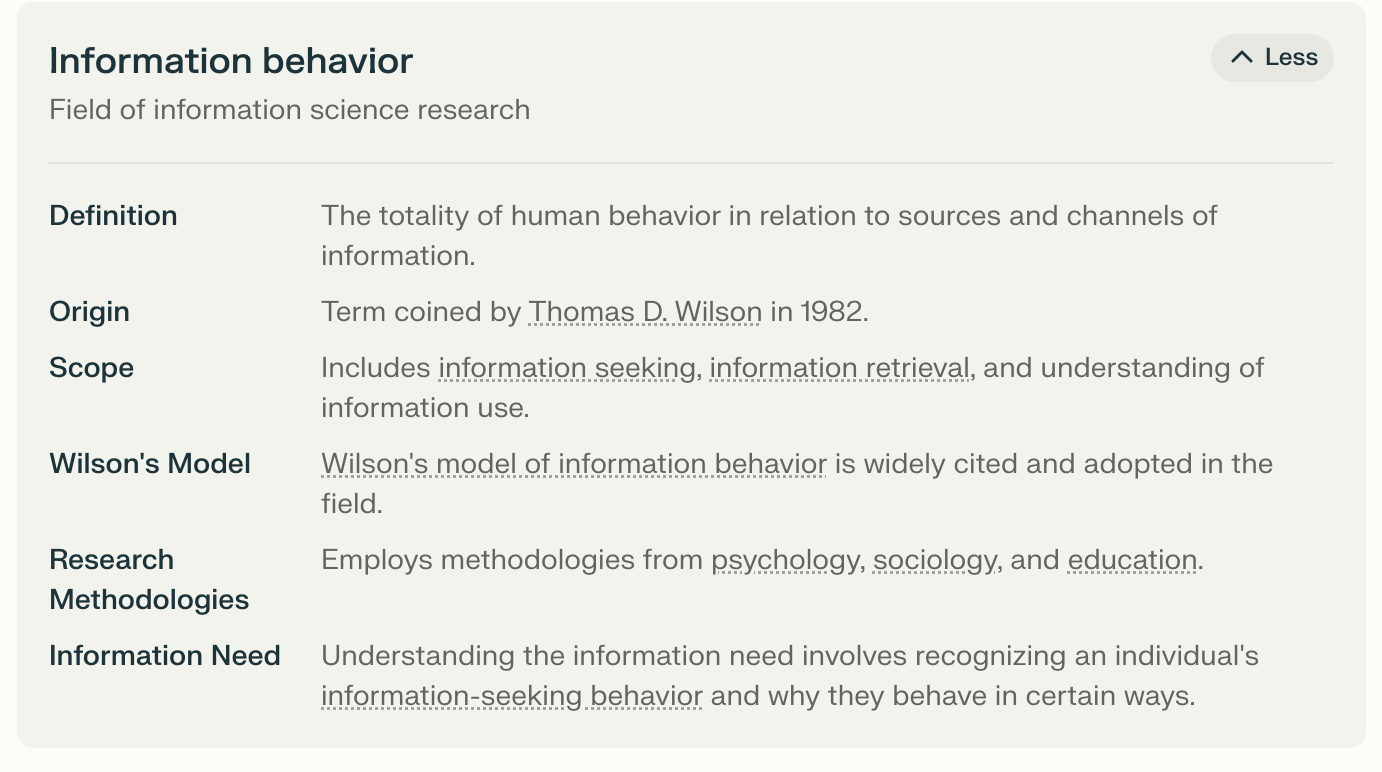 Information behavior
Less
Field of information science research
Definition
The totality of human behavior in relation to sources and channels of
information.
Origin
Term coined by Thomas D. Wilson in 1982.
Scope
Includes information seeking, information retrieval, and understanding of
information use.
Wilson's Model
Wilson's model of information behavior is widely cited and adopted in the
field.
Research
Methodologies
Employs methodologies from psychology, sociology, and education.
Information Need
Understanding the information need involves recognizing an individual's
information-seeking behavior and why they behave in certain ways.